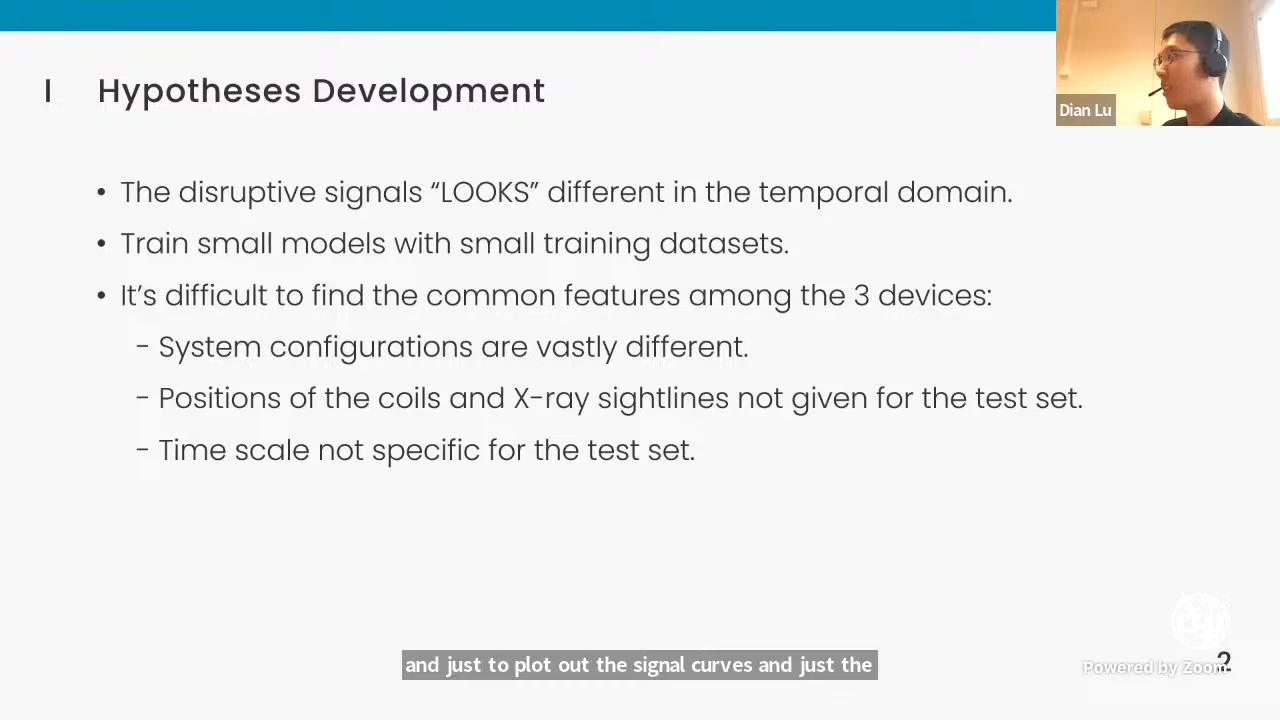 I Hypotheses Development
Dian Lu
• The disruptive signals “LOOKS” different in the temporal domain.
• Train small models with small training datasets.
• It’s difficult to find the common features among the 3 devices:
- System configurations are vastly different.
- Positions of the coils and X-ray sightlines not given for the test set.
- Time scale not specific for the test set.
and just to plot out the signal curves and just the
ITU
Powered by Zoom
2